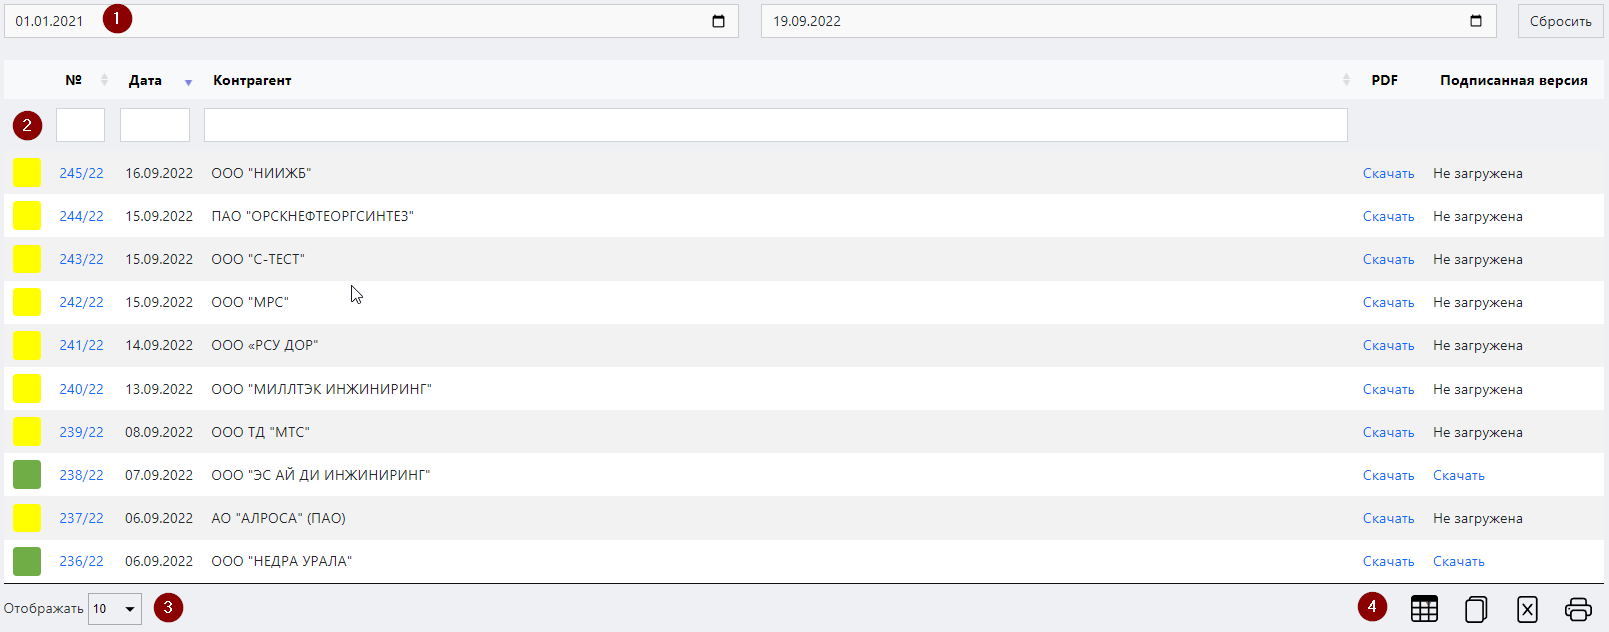 01.01.2021 1 19.09.2022 Сбросить
№ Дата Контрагент PDF Подписанная версия
2
245/22 16.09.2022 ООО "НИИЖБ" Скачать Не загружена
244/22 15.09.2022 ПАО "ОРСКНЕФТЕОРГСИНТЕЗ" Скачать Не загружена
243/22 15.09.2022 ООО "С-ТЕСТ" Скачать Не загружена
242/22 15.09.2022 ООО "МРС" Скачать Не загружена
241/22 14.09.2022 ООО «РСУ ДОР" Скачать Не загружена
240/22 13.09.2022 ООО "МИЛЛТЭК ИНЖИНИРИНГ" Скачать Не загружена
239/22 08.09.2022 ООО ТД "МТС" Скачать Не загружена
238/22 07.09.2022 ООО "ЭС АЙ ДИ ИНЖИНИРИНГ" Скачать Скачать
237/22 06.09.2022 АО "АЛРОСА" (ПАО) Скачать Не загружена
236/22 06.09.2022 ООО "НЕДРА УРАЛА" Скачать Скачать
Отображать 10 3 4